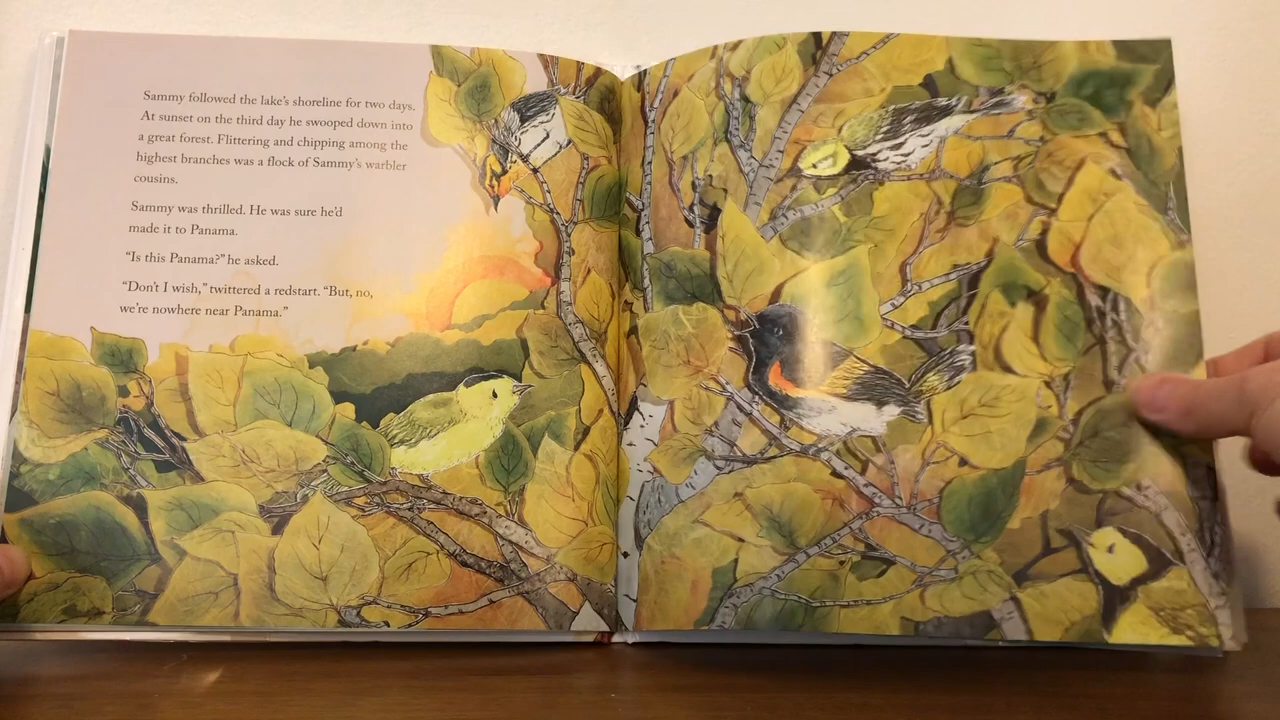 Sammy followed the lake's shoreline for two days.
At sunset on the third day he swooped down into
a great forest. Flittering and chipping among the
highest branches was a flock of Sammy's warbler
cousins.
Sammy was thrilled. He was sure he'd
made it to Panama.
"Is this Panama?" he asked.
"Don't I wish," twittered a redstart. "But, no,
we're nowhere near Panama."